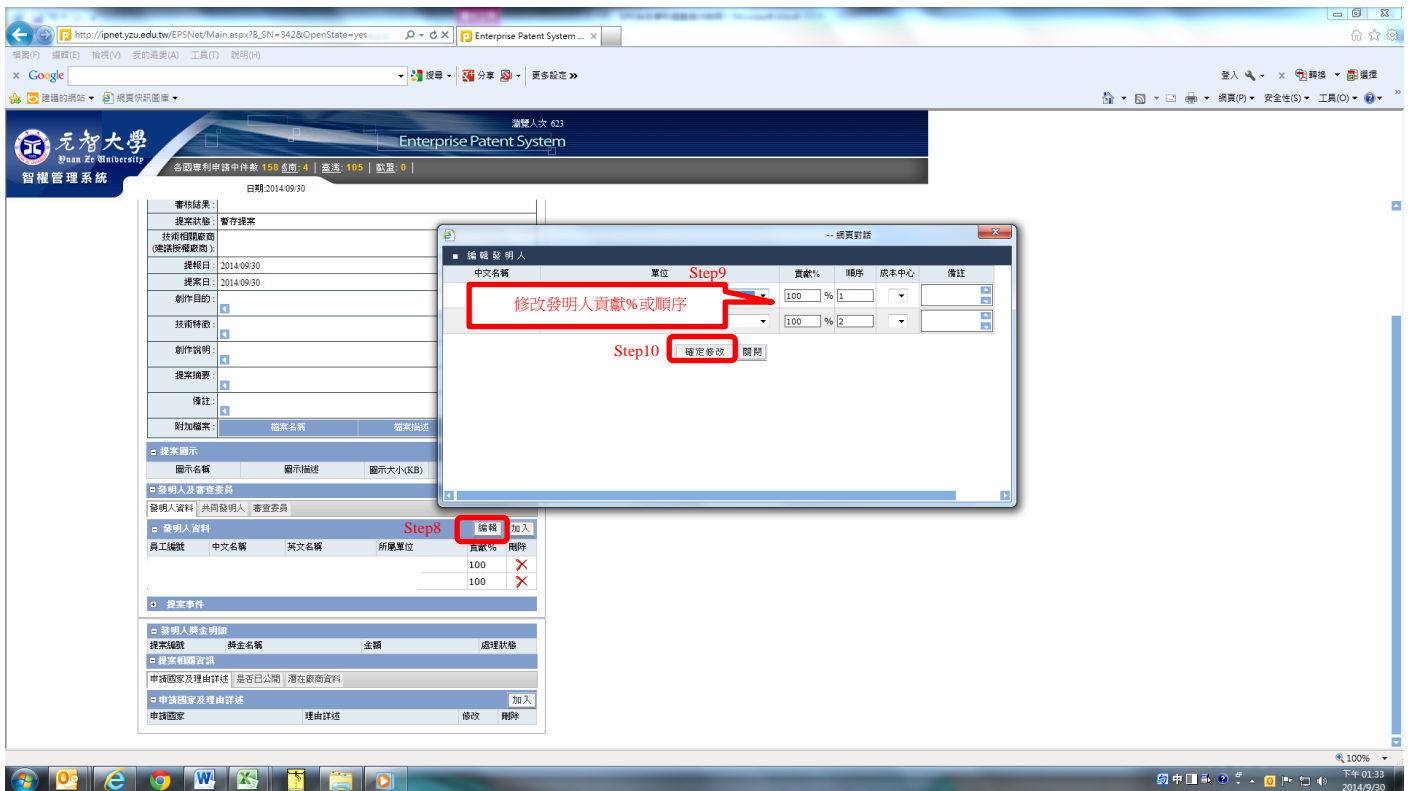 http://ipnet.yzu.edu.tw/EPSNet/Main.aspx?B_SN=342&OpenState=yes
Enterprise Patent System ...
檔案(F) 編輯(E) 檢視(V) 我的最愛(A) 工具(T) 說明(H)
x Google 搜尋 分享 更多設定 » 登入 x 轉換 選擇
建議的網站 網頁快訊圖庫 網頁(P) 安全性(S) 工具(O) »
瀏覽人次 623
元智大學
Yuan Ze University
Enterprise Patent System
智權管理系統
各國專利申請中件數 158 越南: 4 | 臺灣: 105 | 歐盟: 0 |
日期:2014/09/30
審核結果 :
提案狀態 : 暫存提案
技術相關廠商
(建議授權廠商 ):
提報日 : 2014/09/30
提案日 : 2014/09/30
創作目的 :
技術特徵 :
創作說明 :
提案摘要 :
備註 :
附加檔案 : 檔案名稱 檔案描述
提案圖示
圖示名稱 圖示描述 圖示大小(KB)
發明人及審查委員
發明人資料 共同發明人 審查委員
發明人資料 Step8 編輯 加入
員工編號 中文名稱 英文名稱 所屬單位 貢獻% 刪除
100
100
提案事件
發明人獎金明細
提案編號 獎金名稱 金額 處理狀態
提案相關資訊
申請國家及理由詳述 是否已公開 潛在廠商資料
申請國家及理由詳述 加入
申請國家 理由詳述 修改 刪除
-- 網頁對話
編輯發明人
中文名稱 單位 Step9 貢獻% 順序 成本中心 備註
修改發明人貢獻%或順序
100 % 1
100 % 2
Step10 確定修改 關閉
100%
中
下午 01:33
2014/9/30